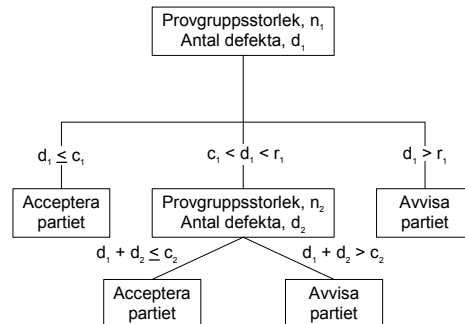 Provgruppsstorlek, n₁
Antal defekta, d₁
d₁ ≤ c₁
c₁ < d₁ < r₁
d₁ > r₁
Acceptera
partiet
Provgruppsstorlek, n₂
Antal defekta, d₂
Avvisa
partiet
d₁ + d₂ ≤ c₂
d₁ + d₂ > c₂
Acceptera
partiet
Avvisa
partiet